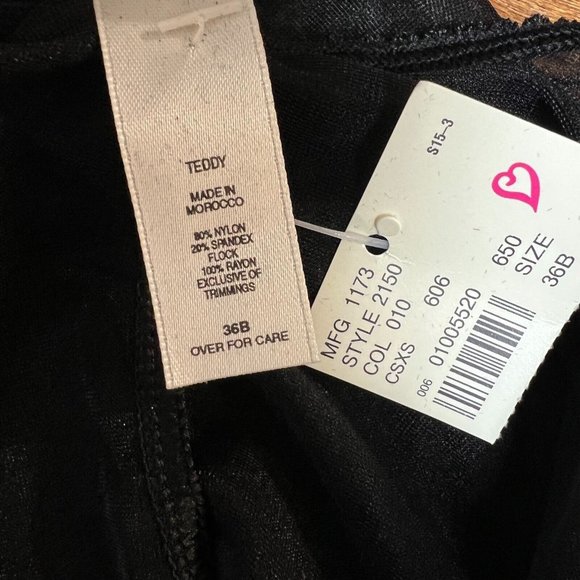 TEDDY
MADE IN
MOROCCO
80% NYLON
20% SPANDEX
FLOCK
100% RAYON
EXCLUSIVE OF
TRIMMINGS
36B
OVER FOR CARE
S15-3
MFG 1173
STYLE 2150
COL 010 606
CSXS
006 01005520
650
SIZE
36B